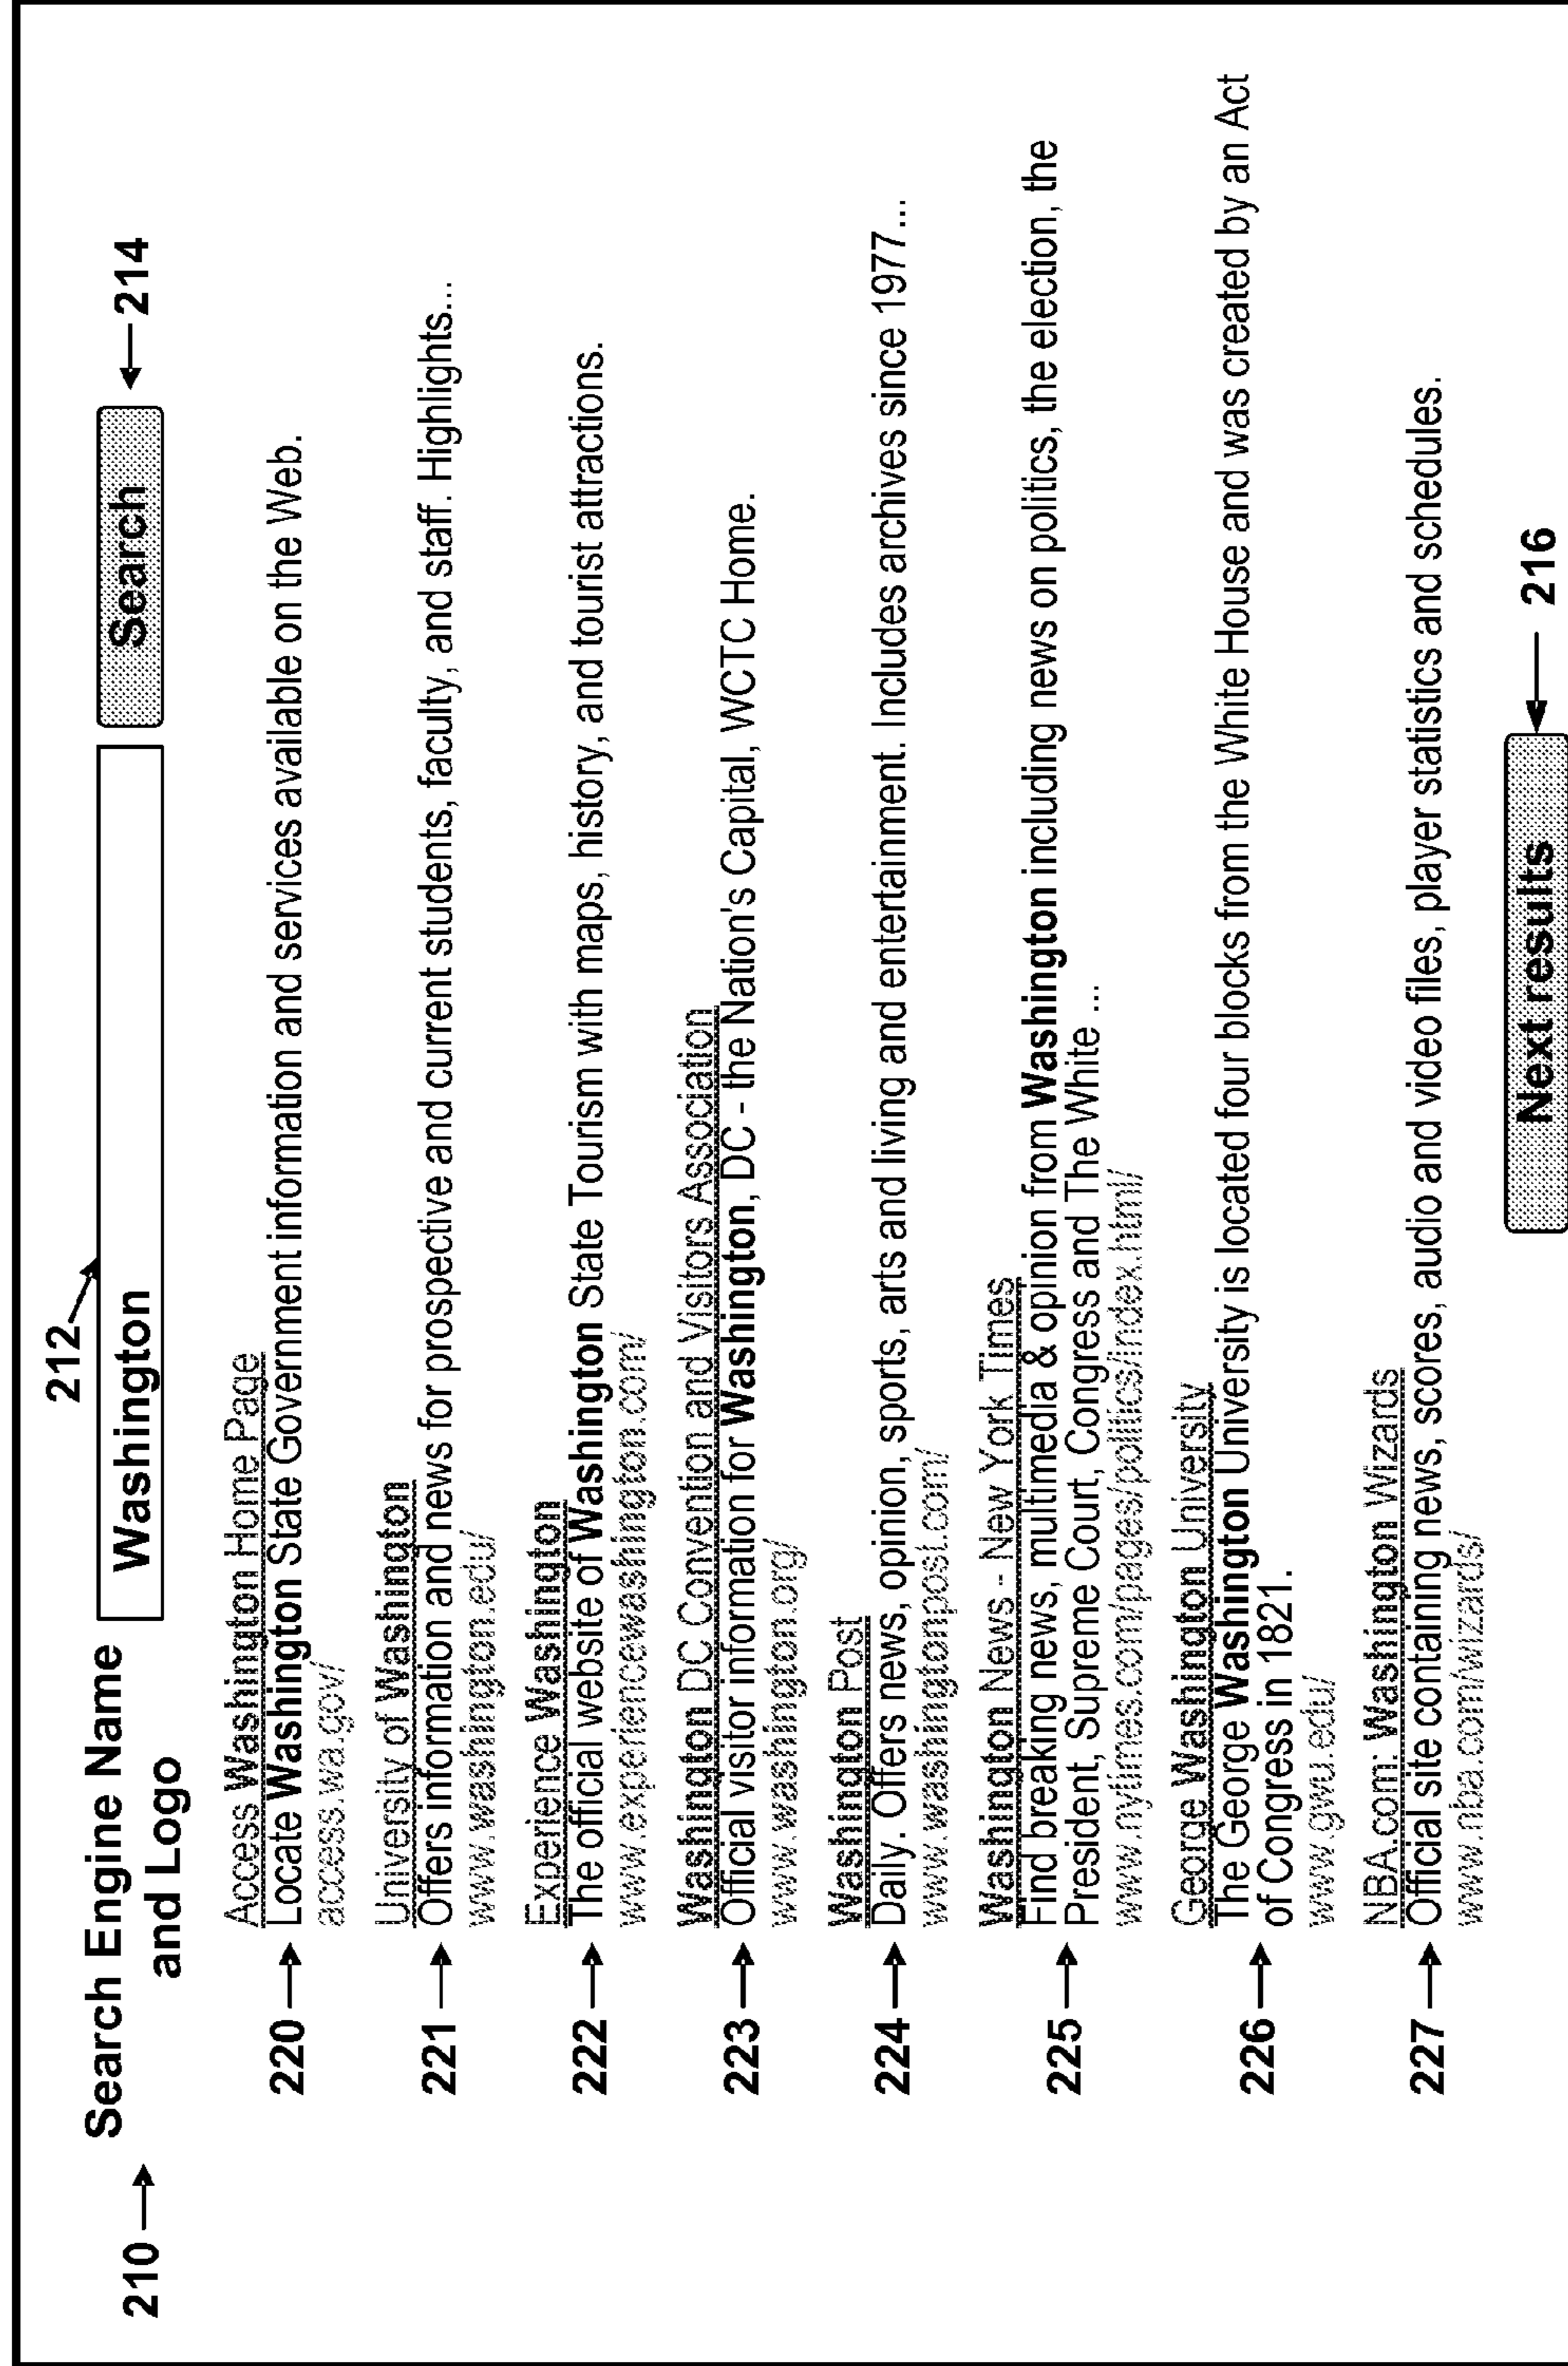 212
210 Search Engine Name Washington Search 214
and Logo
Access Washington Home Page
220 Locate Washington State Government information and services available on the Web.
access.wa.gov/
University of Washington
221 Offers information and news for prospective and current students, faculty, and staff. Highlights...
www.washington.edu/
Experience Washington
222 The official website of Washington State Tourism with maps, history, and tourist attractions.
www.experiencewashington.com/
Washington DC Convention and Visitors Association
223 Official visitor information for Washington, DC - the Nation's Capital, WCTC Home.
www.washington.org/
Washington Post
224 Daily. Offers news, opinion, sports, arts and living and entertainment. Includes archives since 1977...
www.washingtonpost.com/
Washington News - New York Times
225 Find breaking news, multimedia & opinion from Washington including news on politics, the election, the
President, Supreme Court, Congress and The White ...
www.nytimes.com/pages/politics/index.html/
George Washington University
226 The George Washington University is located four blocks from the White House and was created by an Act
of Congress in 1821.
www.gwu.edu/
NBA.com: Washington Wizards
227 Official site containing news, scores, audio and video files, player statistics and schedules.
www.nba.com/wizards/
Next results 216